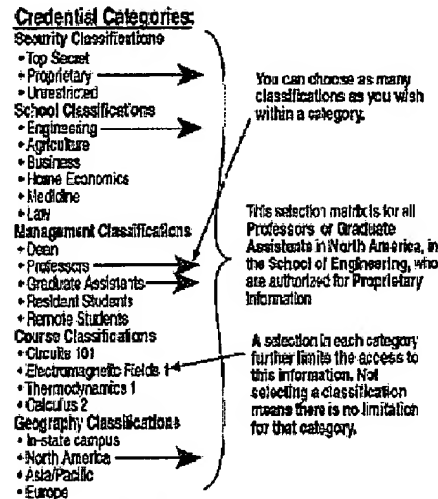 Credential Categories:
Security Classifications
• Top Secret
• Proprietary
• Unrestricted
School Classifications
• Engineering
• Agriculture
• Business
• Home Economics
• Medicine
• Law
Management Classifications
• Dean
• Professors
• Graduate Assistants
• Resident Students
• Remote Students
Course Classifications
• Circuits 101
• Electromagnetic Fields 1
• Thermodynamics 1
• Calculus 2
Geography Classifications
• In-state campus
• North America
• Asia/Pacific
• Europe
You can choose as many
classifications as you wish
within a category.
This selection matrix is for all
Professors or Graduate
Assistants in North America, in
the School of Engineering, who
are authorized for Proprietary
Information
A selection in each category
further limits the access to
this information. Not
selecting a classification
means there is no limitation
for that category.